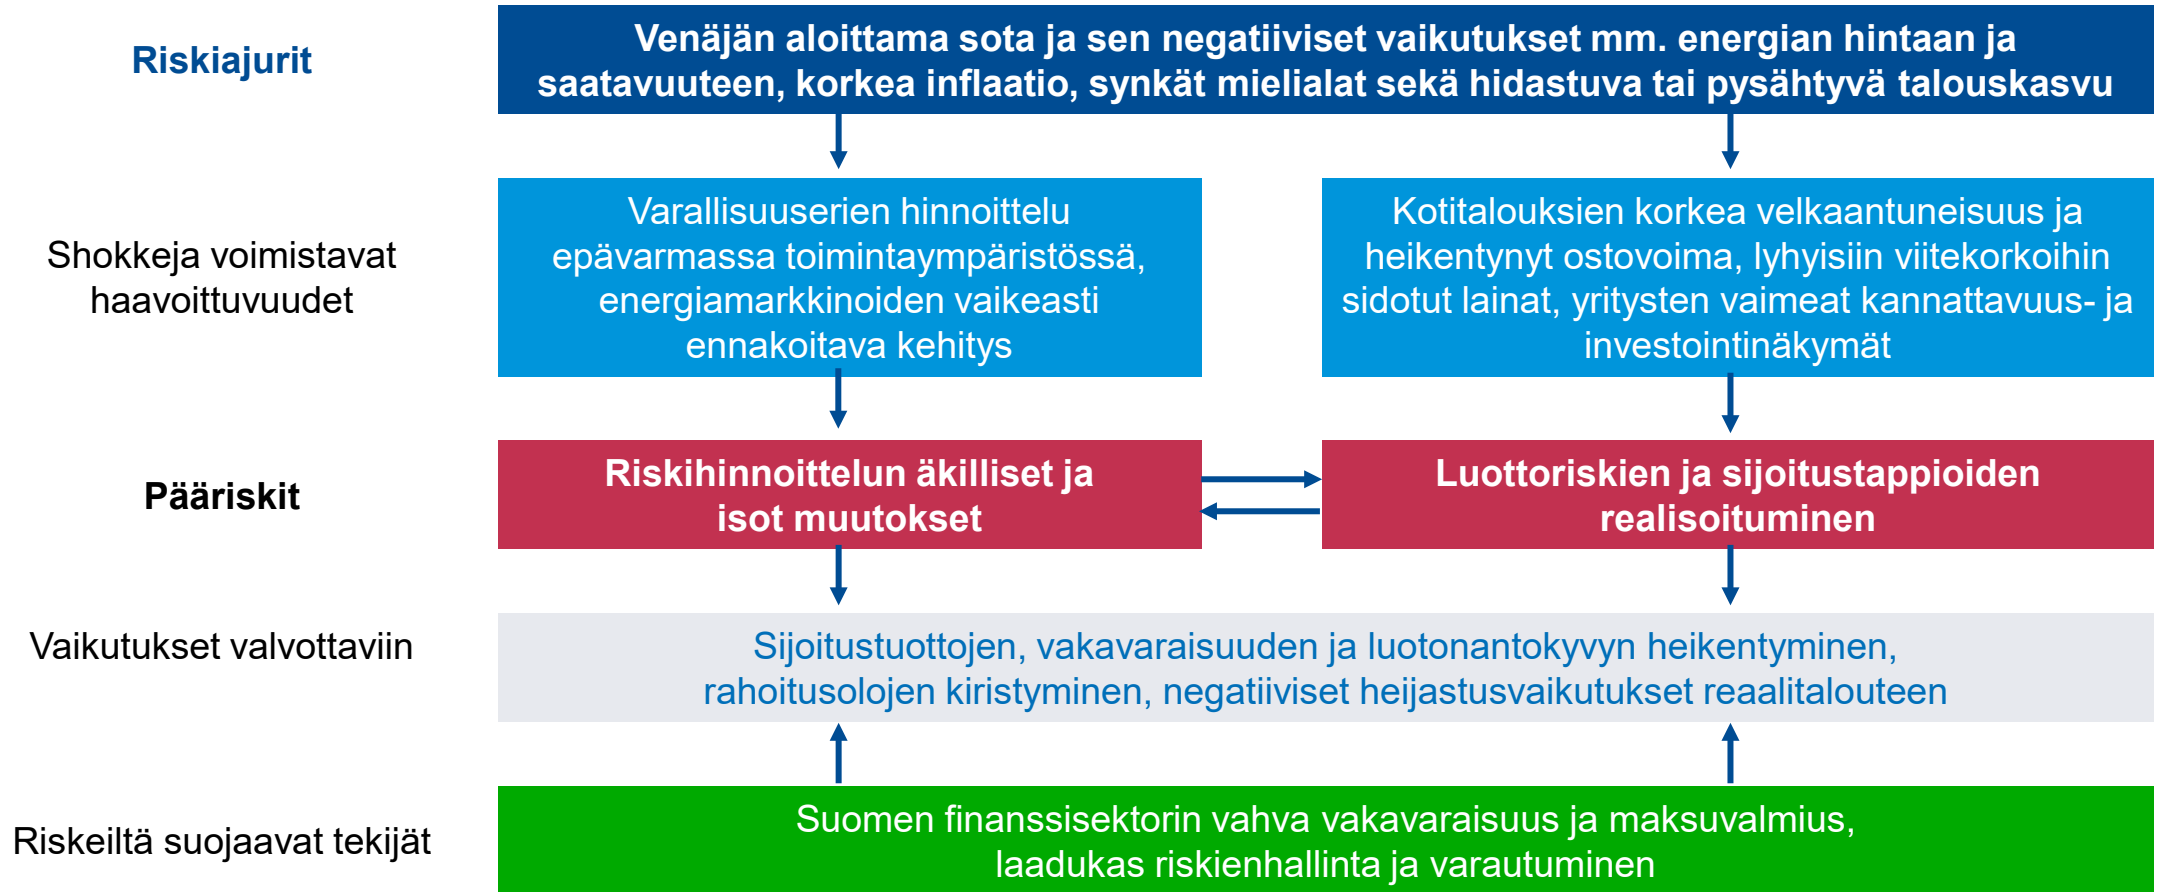 Riskiajurit
Venäjän aloittama sota ja sen negatiiviset vaikutukset mm. energian hintaan ja
saatavuuteen, korkea inflaatio, synkät mielialat sekä hidastuva tai pysähtyvä talouskasvu
Shokkeja voimistavat
haavoittuvuudet
Varallisuuserien hinnoittelu
epävarmassa toimintaympäristössä,
energiamarkkinoiden vaikeasti
ennakoitava kehitys
Kotitalouksien korkea velkaantuneisuus ja
heikentynyt ostovoima, lyhyisiin viitekorkoihin
sidotut lainat, yritysten vaimeat kannattavuus- ja
investointinäkymät
Pääriskit
Riskihinnoittelun äkilliset ja
isot muutokset
Luottoriskien ja sijoitustappioiden
realisoituminen
Vaikutukset valvottaviin
Sijoitustuottojen, vakavaraisuuden ja luotonantokyvyn heikentyminen,
rahoitusolojen kiristyminen, negatiiviset heijastusvaikutukset reaalitalouteen
Riskeiltä suojaavat tekijät
Suomen finanssisektorin vahva vakavaraisuus ja maksuvalmius,
laadukas riskienhallinta ja varautuminen